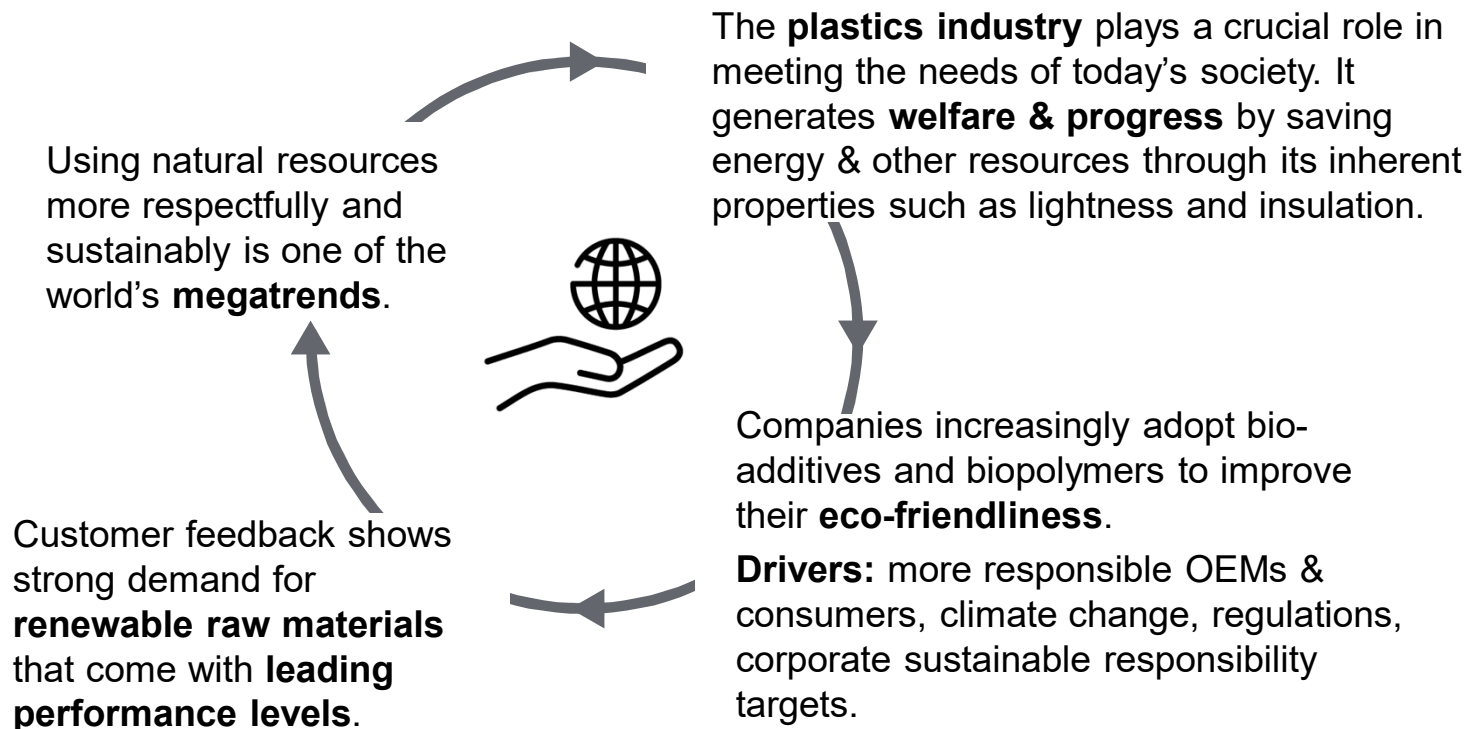 The plastics industry plays a crucial role in
meeting the needs of today's society. It
generates welfare & progress by saving
energy & other resources through its inherent
properties such as lightness and insulation.
Using natural resources
more respectfully and
sustainably is one of the
world's megatrends.
Companies increasingly adopt bio-
additives and biopolymers to improve
their eco-friendliness.
Drivers: more responsible OEMs &
consumers, climate change, regulations,
corporate sustainable responsibility
targets.
Customer feedback shows
strong demand for
renewable raw materials
that come with leading
performance levels.